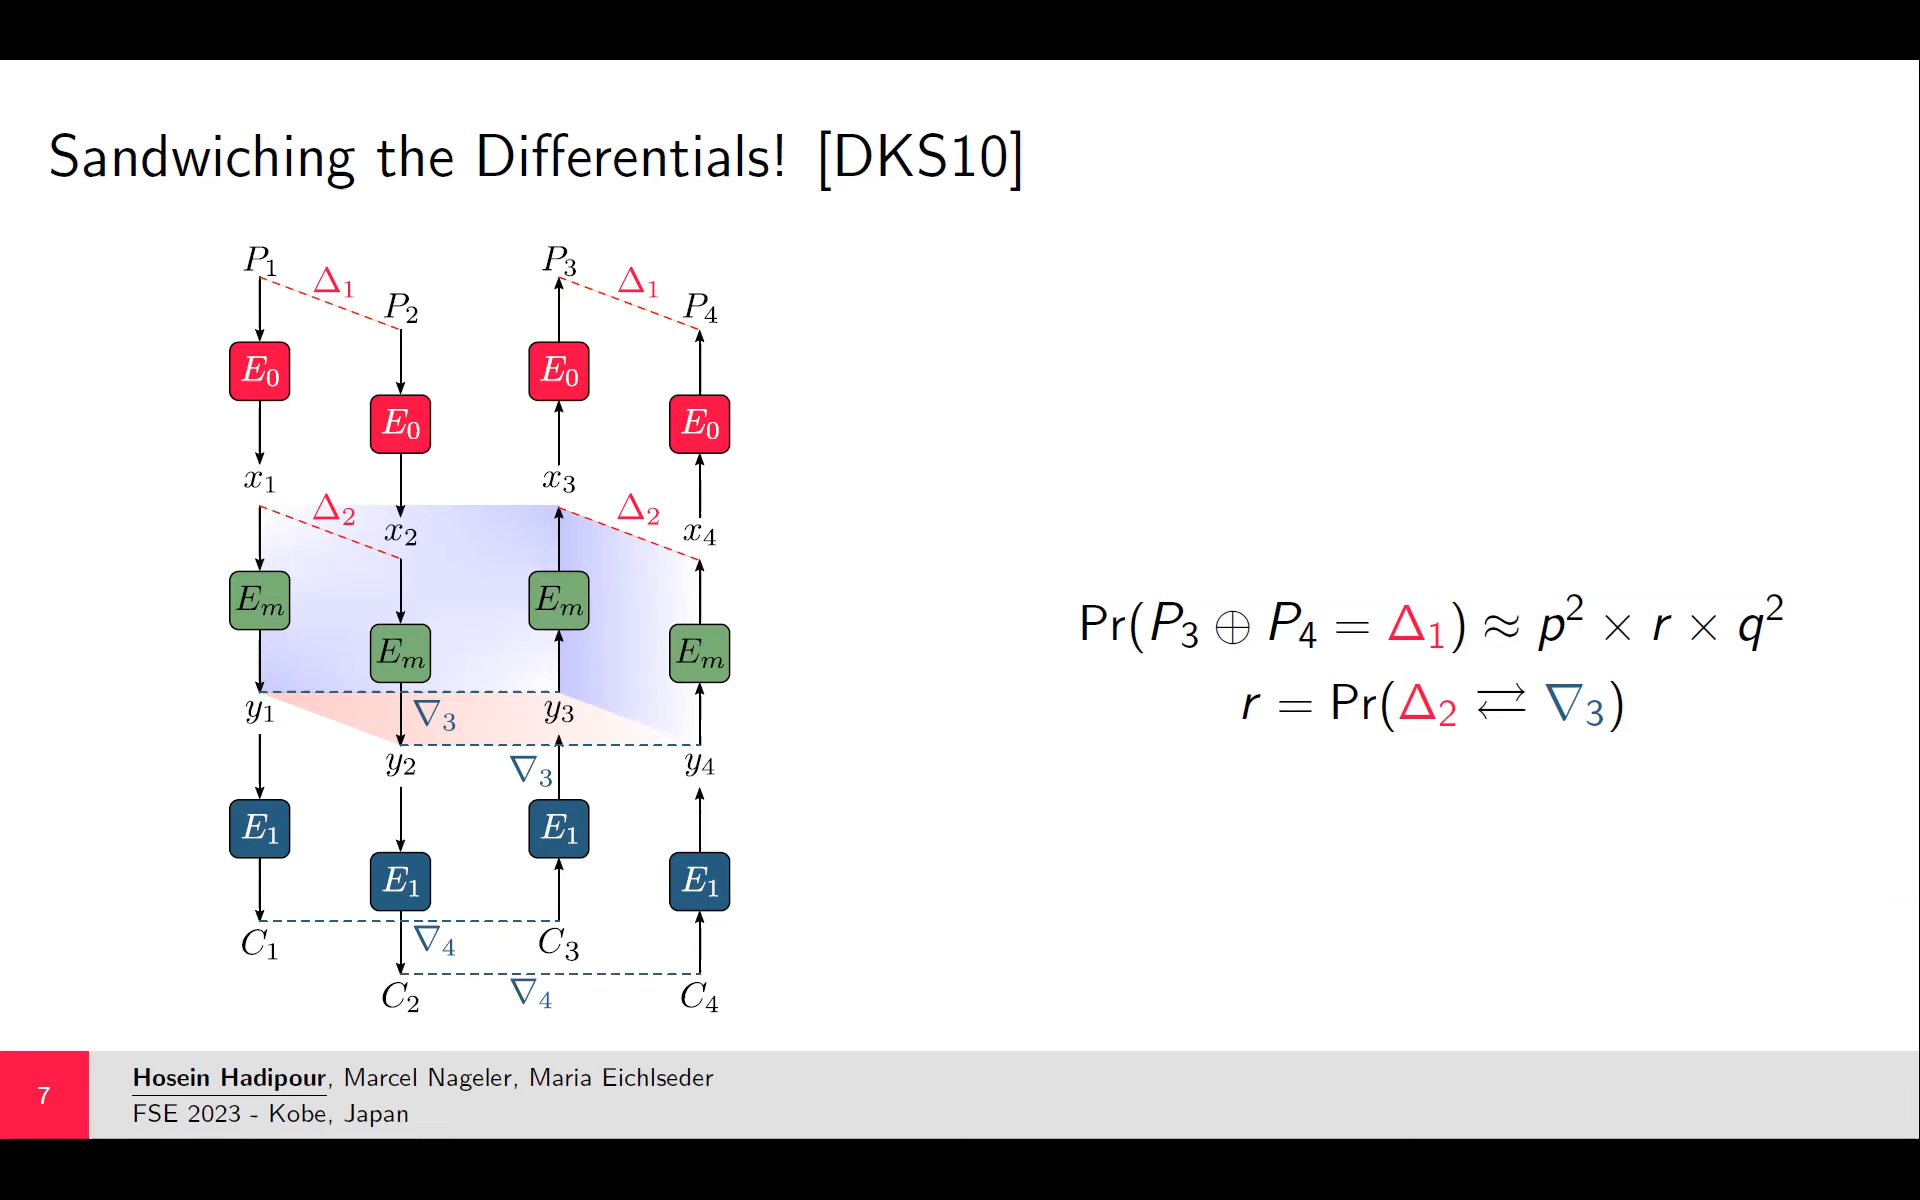 Sandwiching the Differentials! [DKS10]
P₁ Δ₁ P₂ P₃ Δ₁ P₄
E₀ E₀ E₀ E₀
x₁ Δ₂ x₂ x₃ Δ₂ x₄
Eₘ Eₘ Eₘ Eₘ
y₁ ∇₃ y₃
y₂ ∇₃ y₄
E₁ E₁ E₁ E₁
C₁ ∇₄ C₃
C₂ ∇₄ C₄
Pr(P₃ ⊕ P₄ = Δ₁) ≈ p² × r × q²
r = Pr(Δ₂ ⇄ ∇₃)
7
Hosein Hadipour, Marcel Nageler, Maria Eichlseder
FSE 2023 - Kobe, Japan